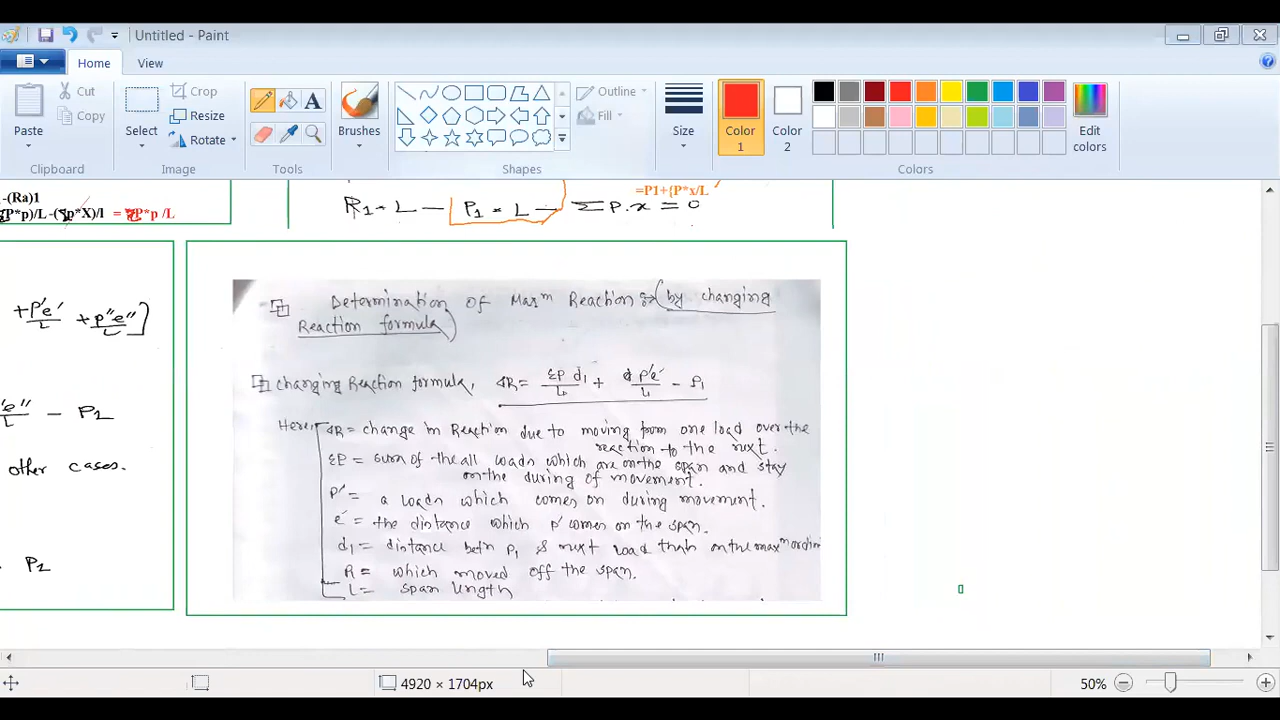 Untitled - Paint
Home View
Paste
Cut
Copy
Select
Crop
Resize
Rotate
Brushes
Outline
Fill
Size
Color 1
Color 2
Edit colors
Clipboard
Image
Tools
Shapes
Colors
-(Ra)1
P*p)/L -(p*X)/l = P*p /L
=P1+{P*x/L
R1 * L - P1 * L - ΣP.x = 0
+ P'e'/L + P"e"/L ]
e"/L - P1
other cases.
P1
Determination of Maxm Reaction (by changing
Reaction formula)
changing Reaction formula, ΔR = ΣP d1/L + P'e'/L - P1
Here, ΔR = change in Reaction due to moving from one load over the
reaction to the next.
ΣP = sum of the all loadn which are on the span and stay
on the during of movement.
P' = a loadn which comes on during movement.
e' = the distance which P' comes on the span.
d1 = distance betn P1 & next load than on the maxm ordin
R = which moved off the span.
L = span length
4920 × 1704px
50%